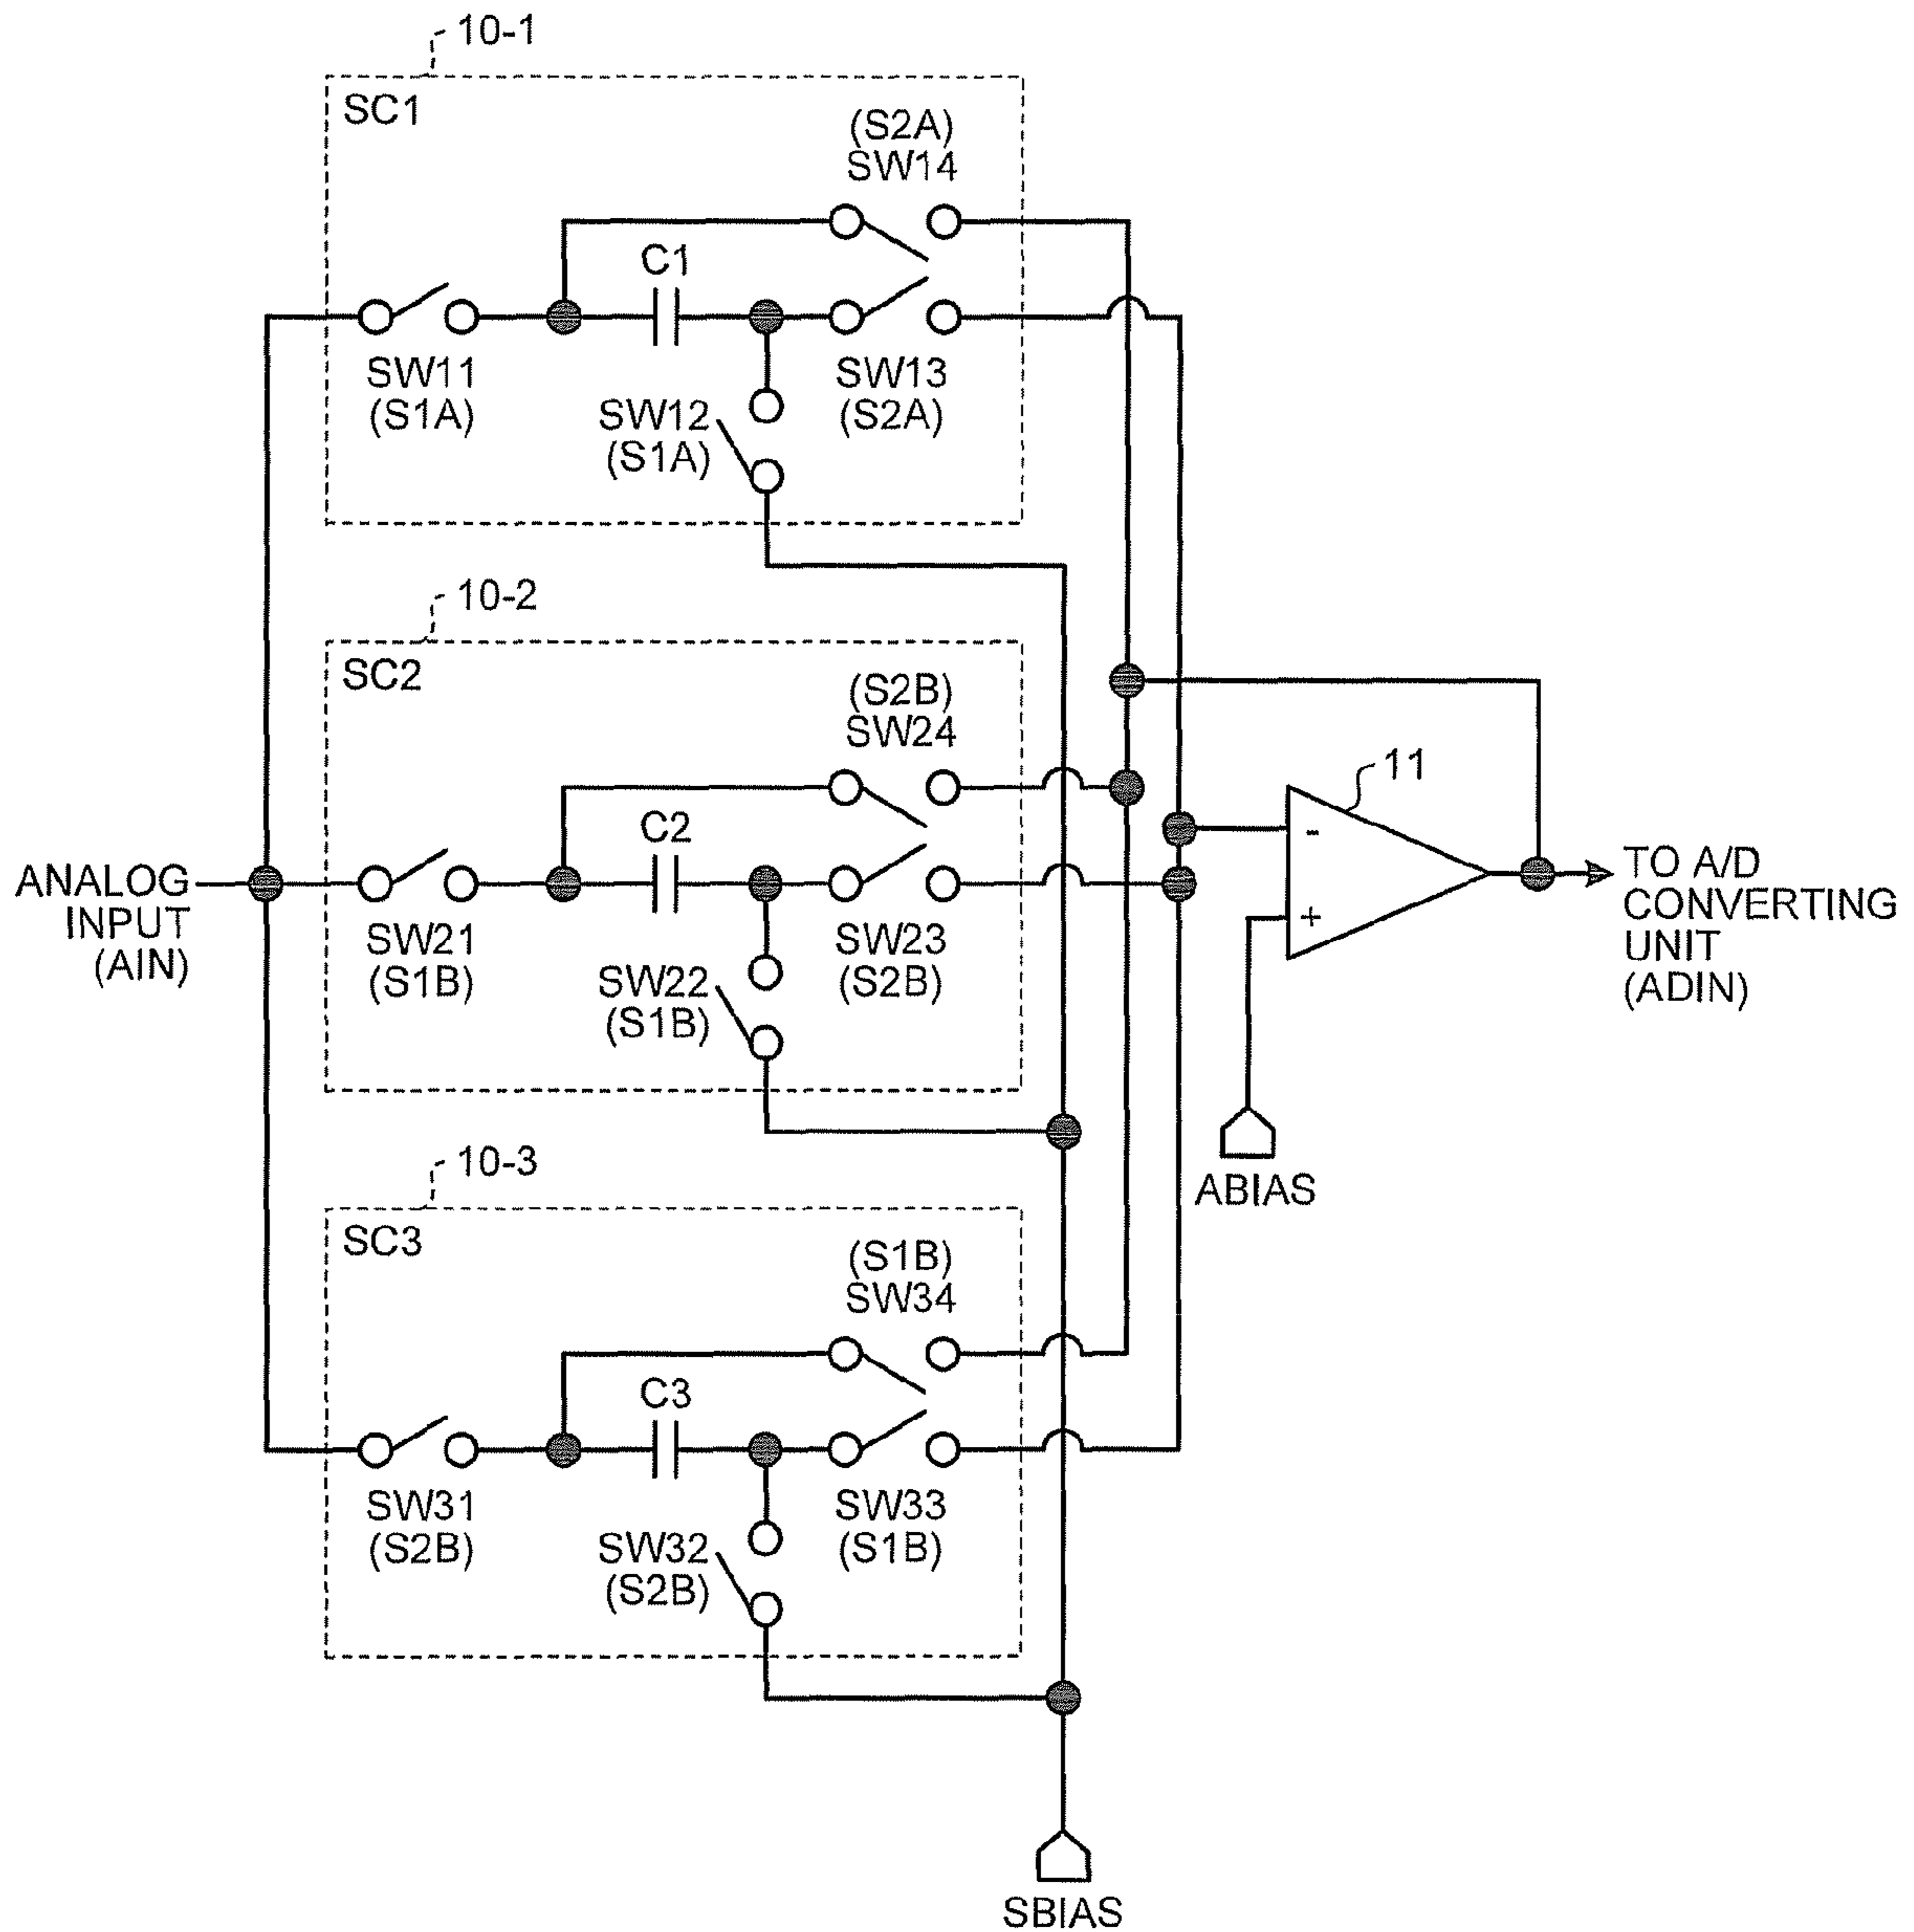 10-1
SC1
(S2A)
SW14
C1
SW11
(S1A)
SW12
(S1A)
SW13
(S2A)
10-2
SC2
(S2B)
SW24
C2
SW21
(S1B)
SW22
(S1B)
SW23
(S2B)
ANALOG
INPUT
(AIN)
11
-
+
TO A/D
CONVERTING
UNIT
(ADIN)
ABIAS
10-3
SC3
(S1B)
SW34
C3
SW31
(S2B)
SW32
(S2B)
SW33
(S1B)
SBIAS